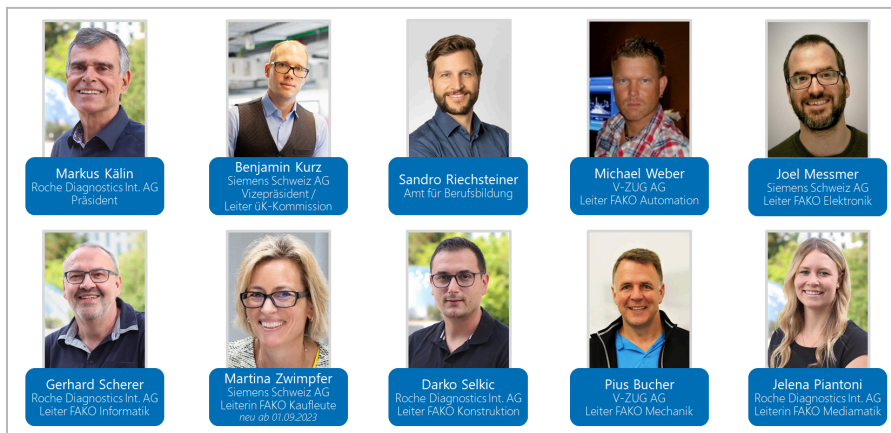 Markus Kälin
Roche Diagnostics Int. AG
Präsident
Benjamin Kurz
Siemens Schweiz AG
Vizepräsident /
Leiter üK-Kommission
Sandro Riechsteiner
Amt für Berufsbildung
Michael Weber
V-ZUG AG
Leiter FAKO Automation
Joel Messmer
Siemens Schweiz AG
Leiter FAKO Elektronik
Gerhard Scherer
Roche Diagnostics Int. AG
Leiter FAKO Informatik
Martina Zwimpfer
Siemens Schweiz AG
Leiterin FAKO Kaufleute
neu ab 01.09.2023
Darko Selkic
Roche Diagnostics Int. AG
Leiter FAKO Konstruktion
Pius Bucher
V-ZUG AG
Leiter FAKO Mechanik
Jelena Piantoni
Roche Diagnostics Int. AG
Leiterin FAKO Mediamatik